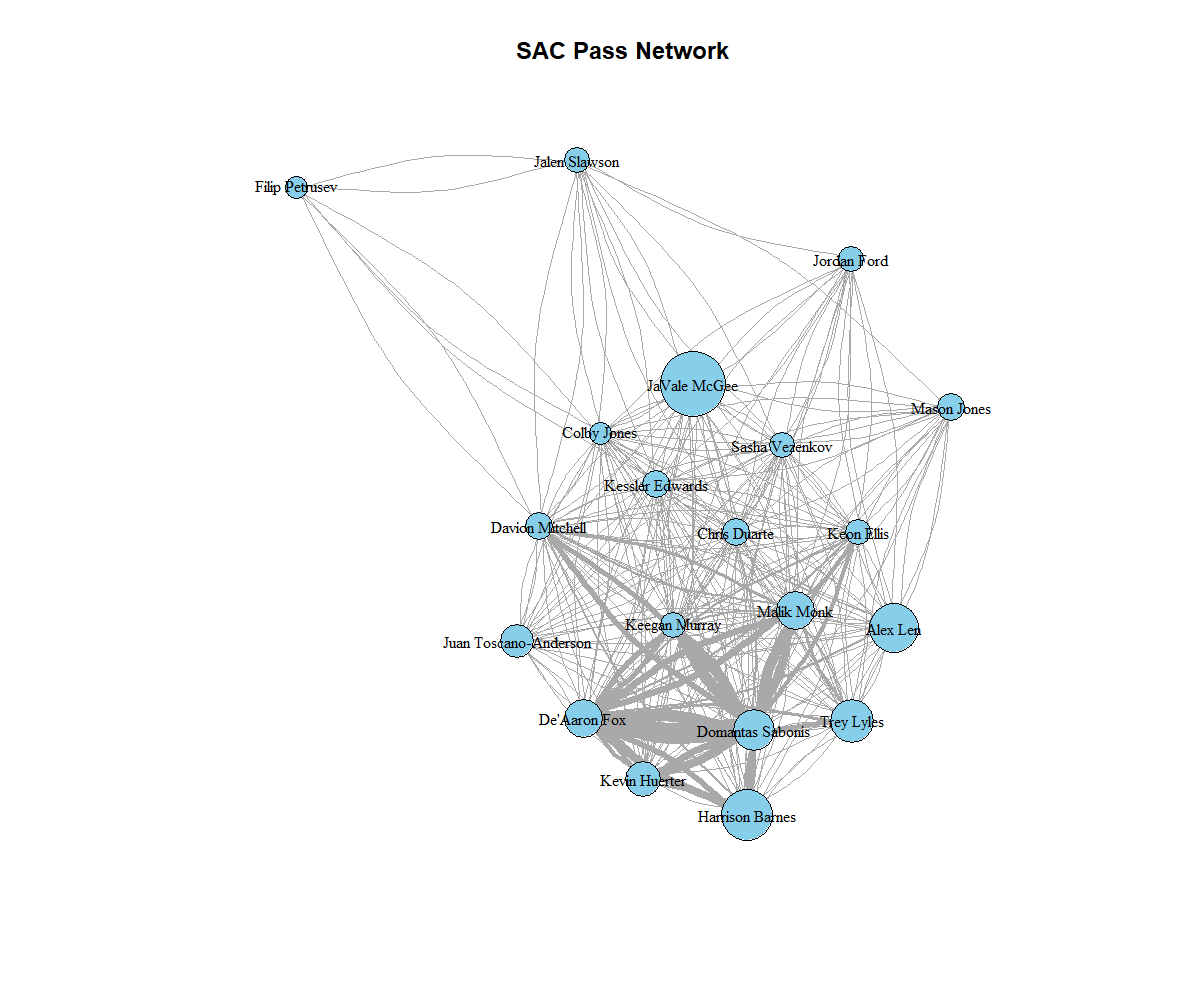 SAC Pass Network
Jalen Slawson
Filip Petrusev
Jordan Ford
JaVale McGee
Mason Jones
Colby Jones
Sasha Vezenkov
Kessler Edwards
Davion Mitchell
Chris Duarte
Keon Ellis
Malik Monk
Keegan Murray
Alex Len
Juan Toscano-Anderson
De'Aaron Fox
Trey Lyles
Domantas Sabonis
Kevin Huerter
Harrison Barnes